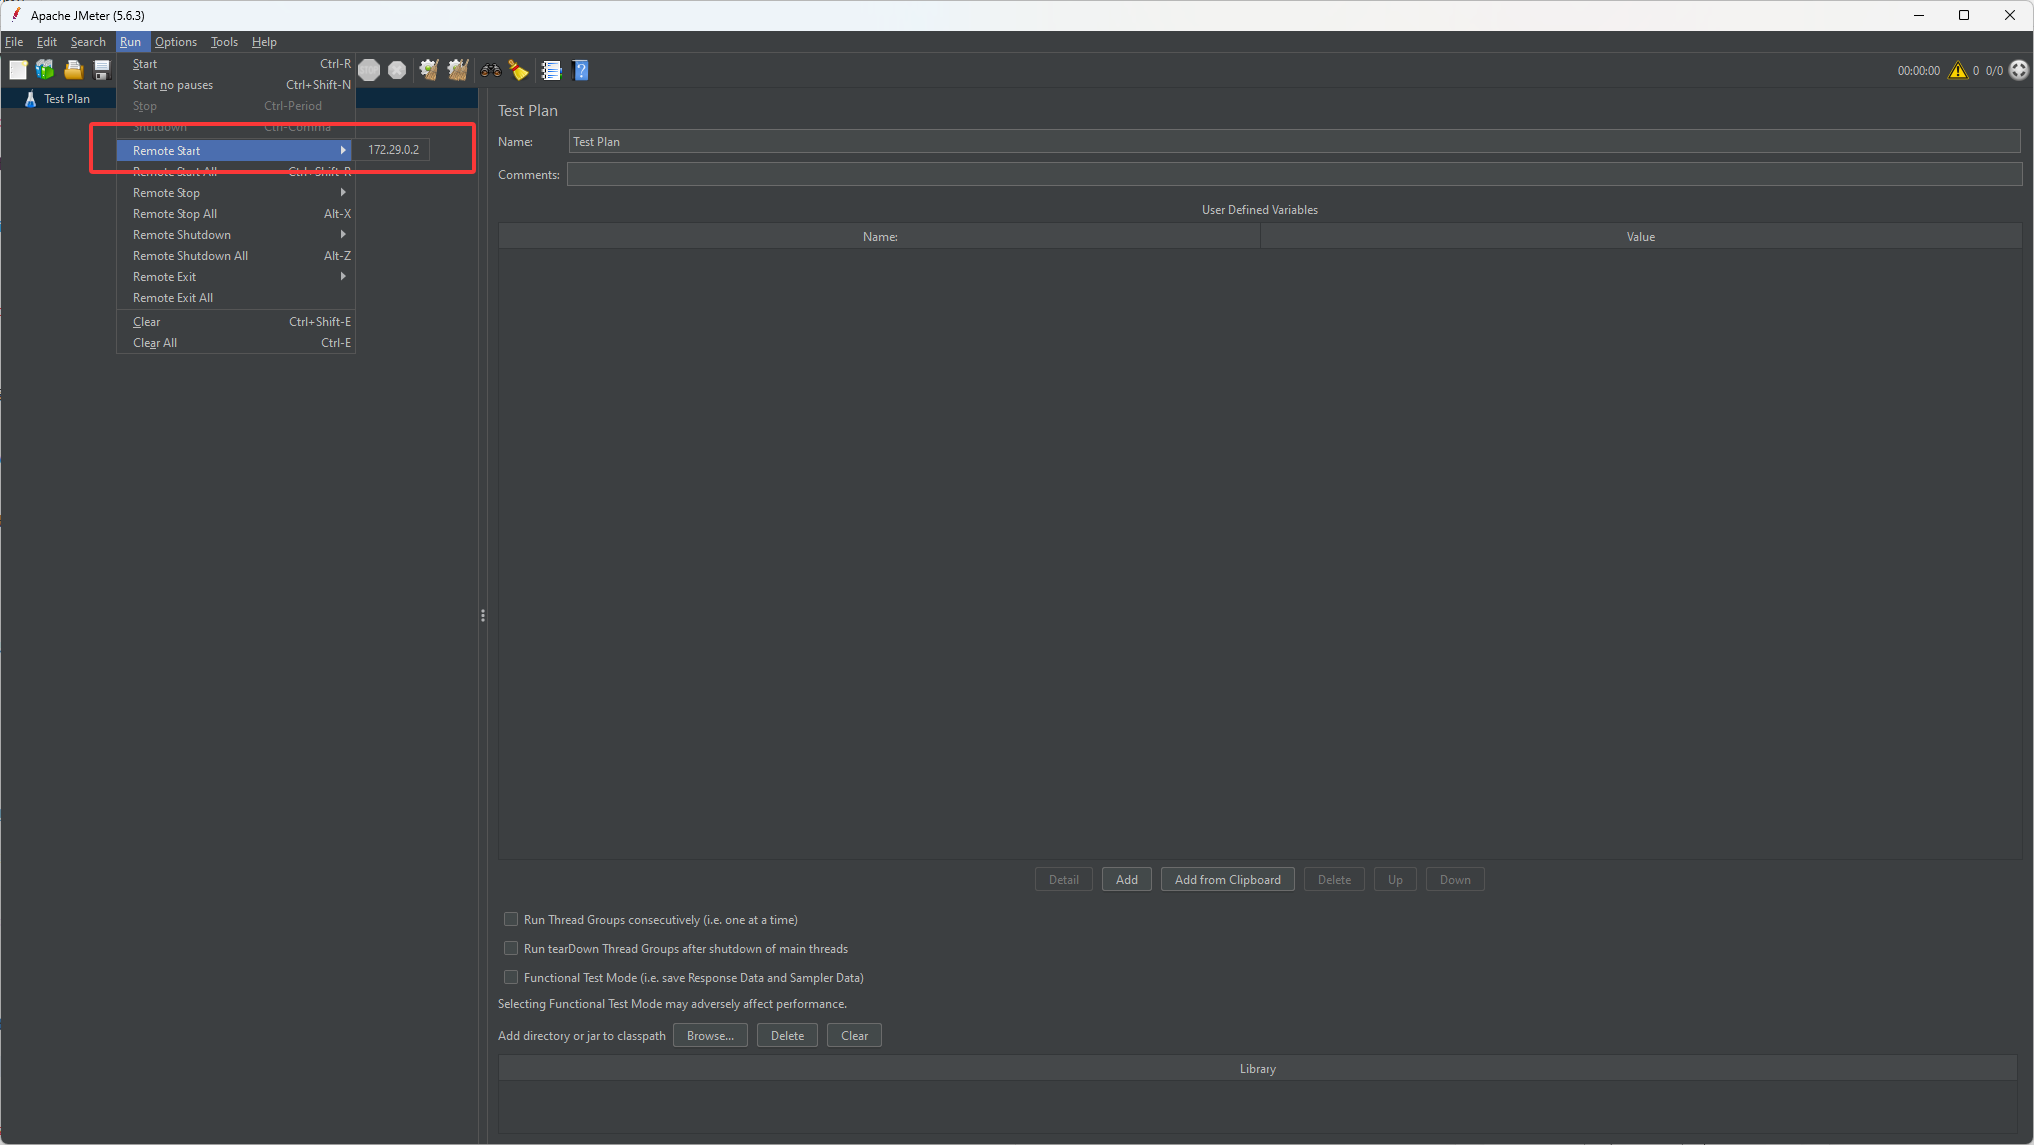 Apache JMeter (5.6.3)
File Edit Search Run Options Tools Help
Start Ctrl-R
Start no pauses Ctrl+Shift-N
Stop Ctrl-Period
Shutdown Ctrl-Comma
Remote Start 172.29.0.2
Remote Start All Ctrl+Shift-R
Remote Stop
Remote Stop All Alt-X
Remote Shutdown
Remote Shutdown All Alt-Z
Remote Exit
Remote Exit All
Clear Ctrl+Shift-E
Clear All Ctrl-E
00:00:00 0 0/0
Test Plan
Test Plan
Name: Test Plan
Comments:
User Defined Variables
Name: Value
Detail Add Add from Clipboard Delete Up Down
Run Thread Groups consecutively (i.e. one at a time)
Run tearDown Thread Groups after shutdown of main threads
Functional Test Mode (i.e. save Response Data and Sampler Data)
Selecting Functional Test Mode may adversely affect performance.
Add directory or jar to classpath Browse... Delete Clear
Library